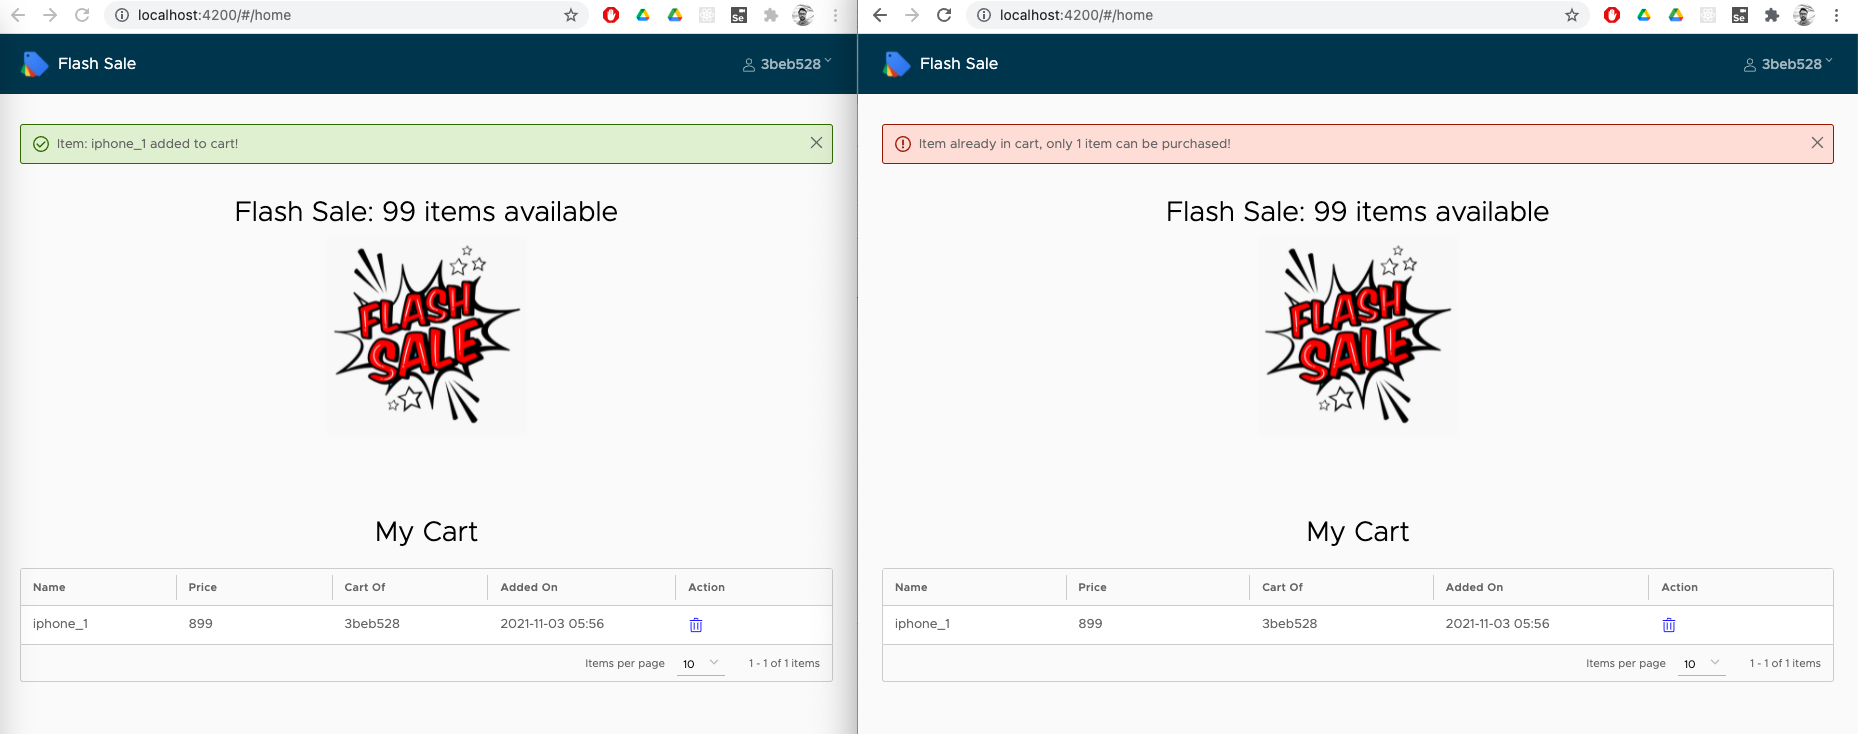 localhost:4200/#/home
Se
Flash Sale
3beb528
Item: iphone_1 added to cart!
Flash Sale: 99 items available
FLASH
SALE
My Cart
Name Price Cart Of Added On Action
iphone_1 899 3beb528 2021-11-03 05:56
Items per page 10 1 - 1 of 1 items
localhost:4200/#/home
Se
Flash Sale
3beb528
Item already in cart, only 1 item can be purchased!
Flash Sale: 99 items available
FLASH
SALE
My Cart
Name Price Cart Of Added On Action
iphone_1 899 3beb528 2021-11-03 05:56
Items per page 10 1 - 1 of 1 items